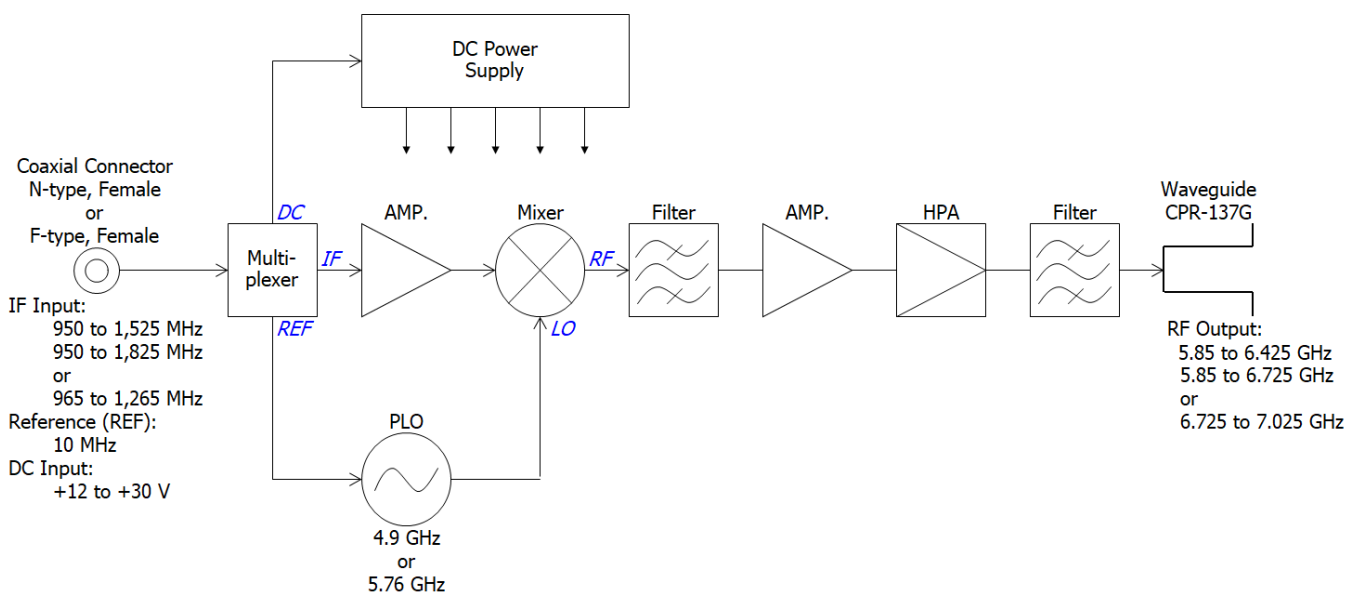 DC Power
Supply
Coaxial Connector
N-type, Female
or
F-type, Female
DC
Multi-
plexer
IF
REF
AMP.
Mixer
RF
LO
Filter
AMP.
HPA
Filter
Waveguide
CPR-137G
IF Input:
950 to 1,525 MHz
950 to 1,825 MHz
or
965 to 1,265 MHz
Reference (REF):
10 MHz
DC Input:
+12 to +30 V
PLO
4.9 GHz
or
5.76 GHz
RF Output:
5.85 to 6.425 GHz
5.85 to 6.725 GHz
or
6.725 to 7.025 GHz